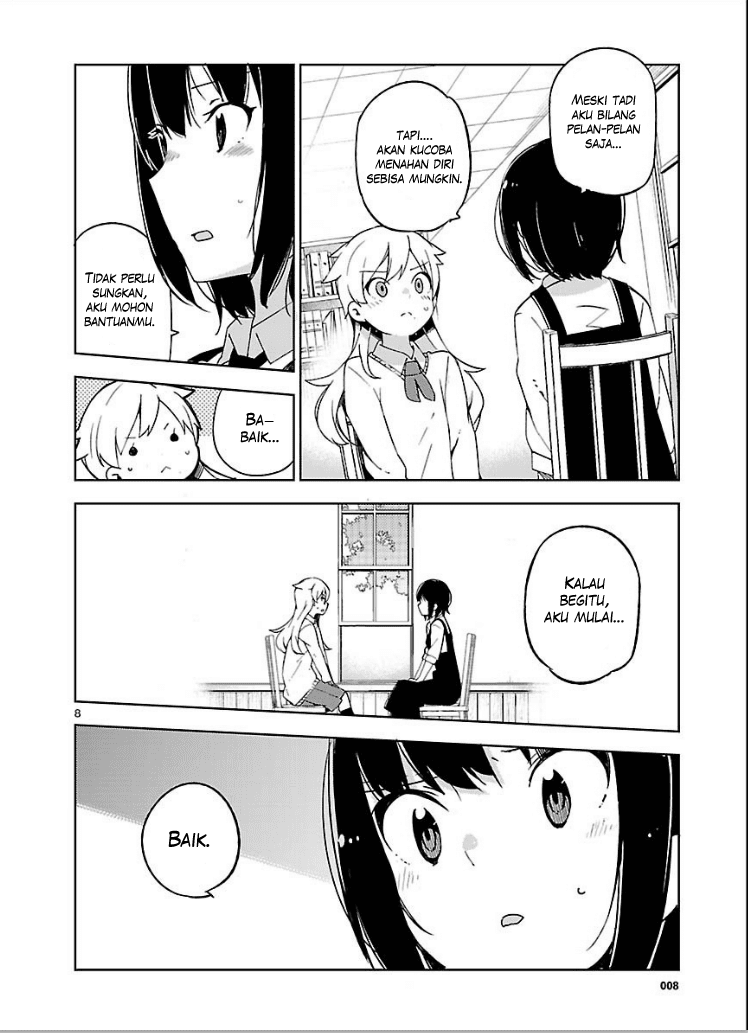 MESKI TADI
AKU BILANG
PELAN-PELAN
SAJA...
TAPI....
AKAN KUCOBA
MENAHAN DIRI
SEBISA MUNGKIN.
TIDAK PERLU
SUNGKAN,
AKU MOHON
BANTUANMU.
BA-
BAIK...
KALAU
BEGITU,
AKU MULAI...
8
BAIK.
008